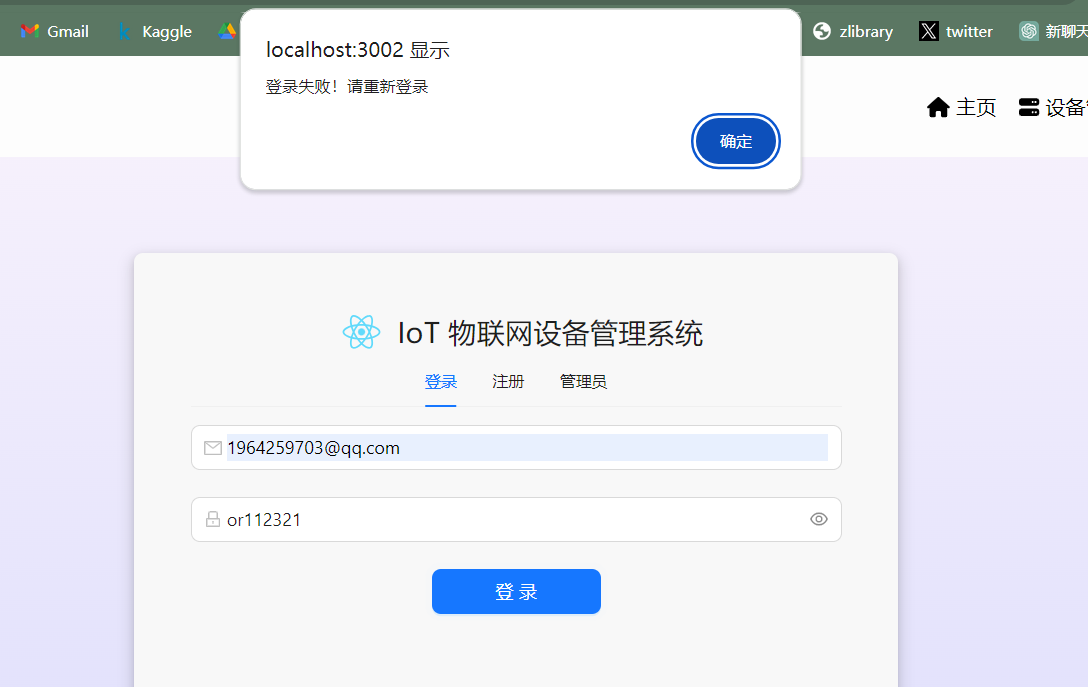 Gmail Kaggle zlibrary twitter 新聊天
localhost:3002 显示
登录失败！请重新登录
确定
主页 设备
IoT 物联网设备管理系统
登录 注册 管理员
1964259703@qq.com
or112321
登 录